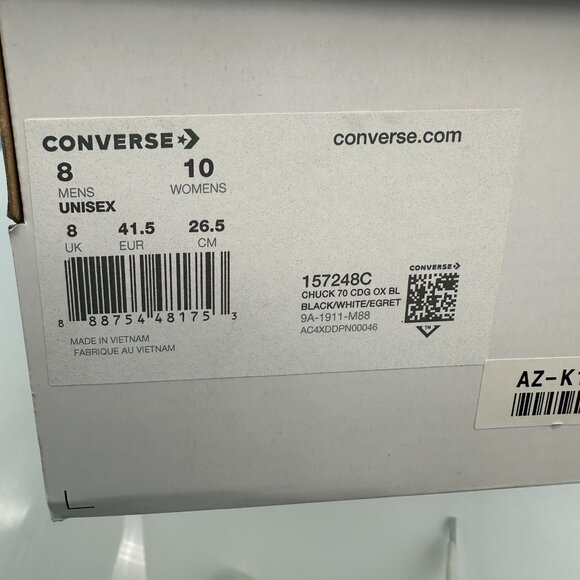 CONVERSE
converse.com
8 10
MENS WOMENS
UNISEX
8 41.5 26.5
UK EUR CM
8 88754 48175 3
MADE IN VIETNAM
FABRIQUE AU VIETNAM
157248C
CHUCK 70 CDG OX BL
BLACK/WHITE/EGRET
9A-1911-M88
AC4XDDPN00046
CONVERSE
TM